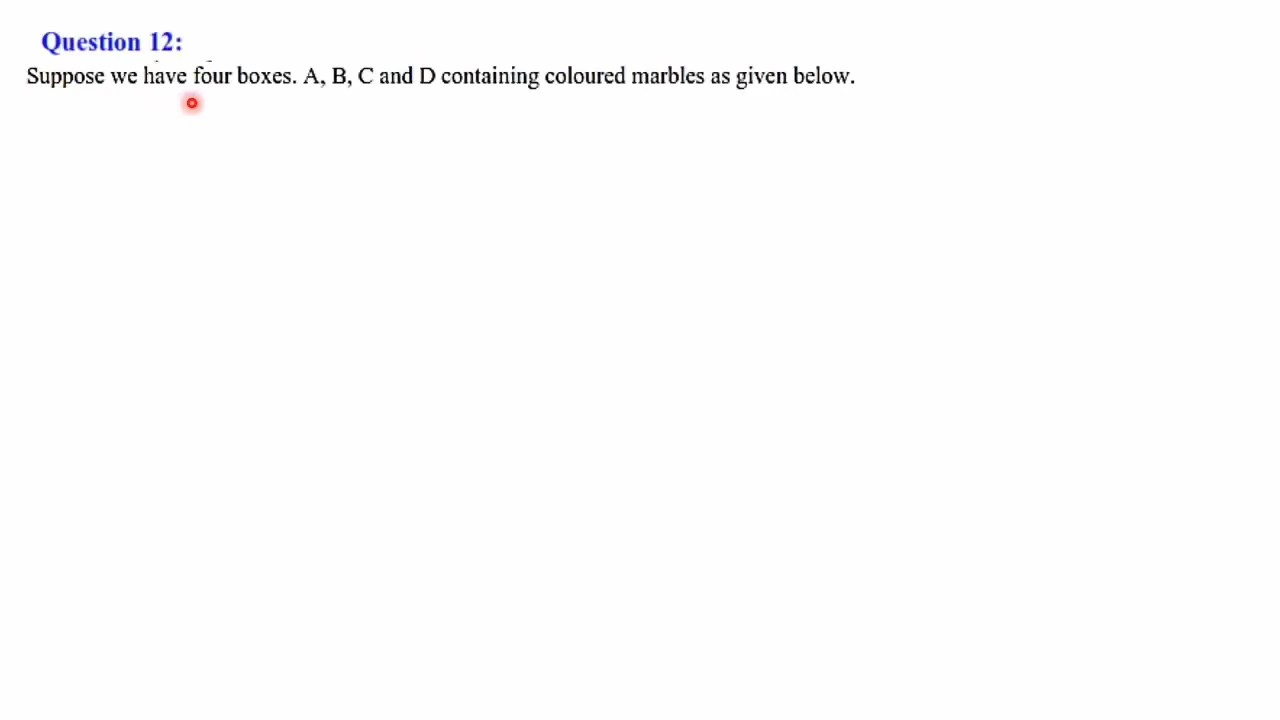 Question 12:
Suppose we have four boxes. A, B, C and D containing coloured marbles as given below.